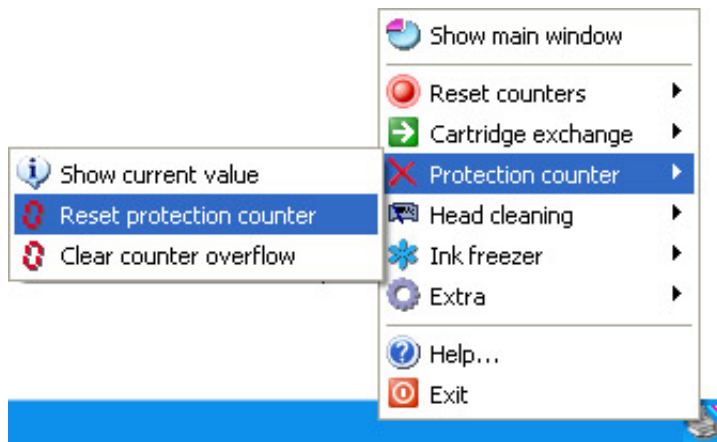 Show main window
Reset counters
Cartridge exchange
Protection counter
Head cleaning
Ink freezer
Extra
Help...
Exit
Show current value
Reset protection counter
Clear counter overflow